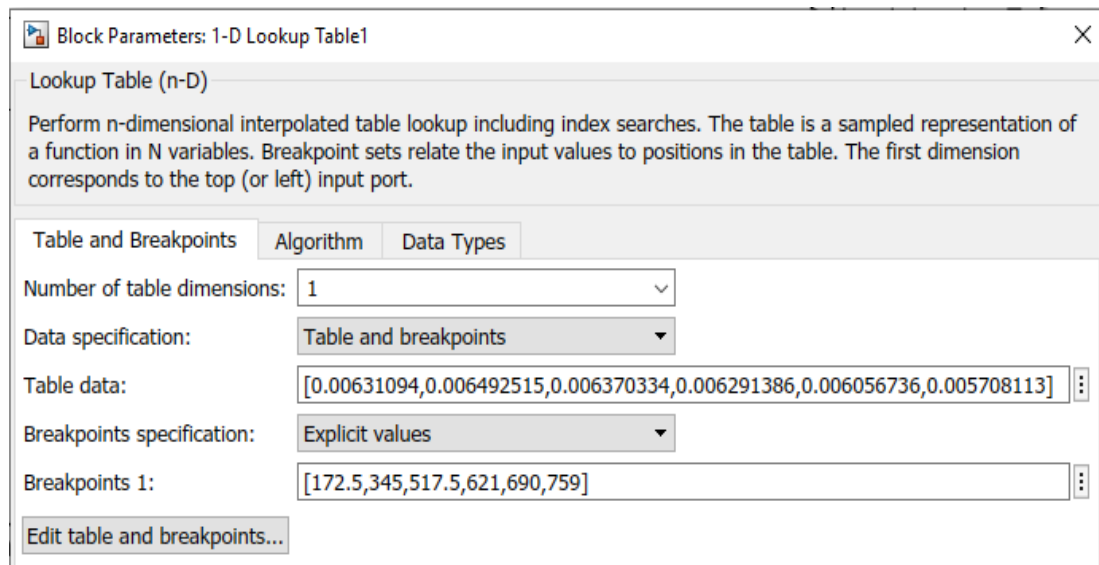 Block Parameters: 1-D Lookup Table1
Lookup Table (n-D)
Perform n-dimensional interpolated table lookup including index searches. The table is a sampled representation of
a function in N variables. Breakpoint sets relate the input values to positions in the table. The first dimension
corresponds to the top (or left) input port.
Table and Breakpoints Algorithm Data Types
Number of table dimensions: 1
Data specification: Table and breakpoints
Table data: [0.00631094,0.006492515,0.006370334,0.006291386,0.006056736,0.005708113]
Breakpoints specification: Explicit values
Breakpoints 1: [172.5,345,517.5,621,690,759]
Edit table and breakpoints...